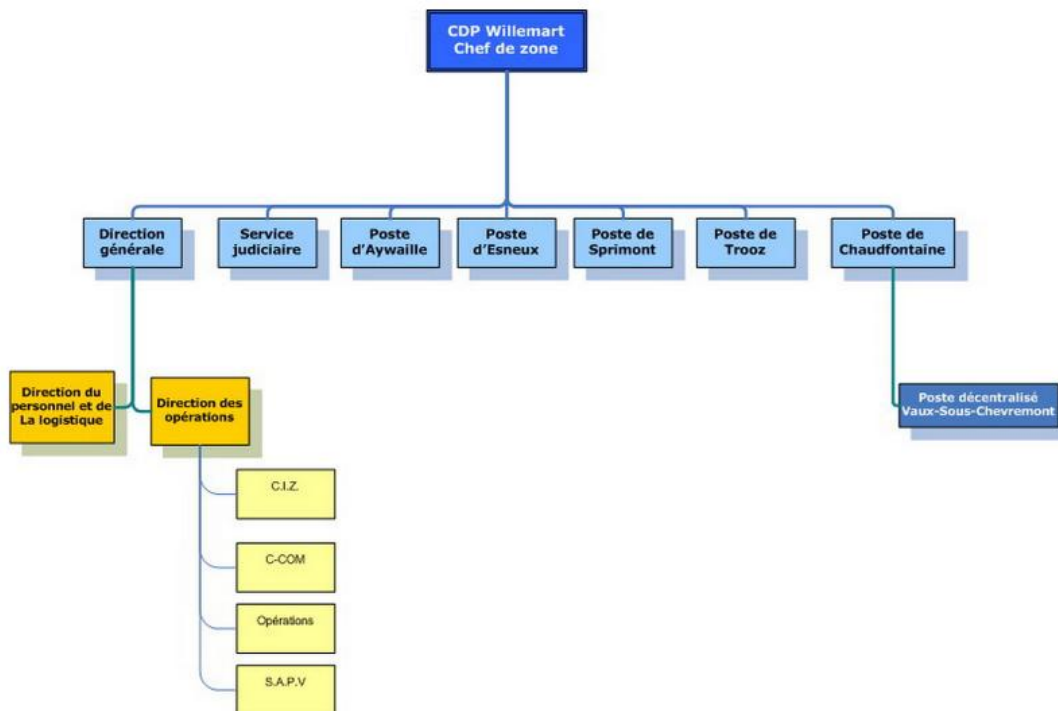 CDP Willemart
Chef de zone
Direction
générale
Service
judiciaire
Poste
d'Aywaille
Poste
d'Esneux
Poste de
Sprimont
Poste de
Trooz
Poste de
Chaudfontaine
Direction du
personnel et de
La logistique
Direction des
opérations
Poste décentralisé
Vaux-Sous-Chevremont
C.I.Z.
C-COM
Opérations
S.A.P.V